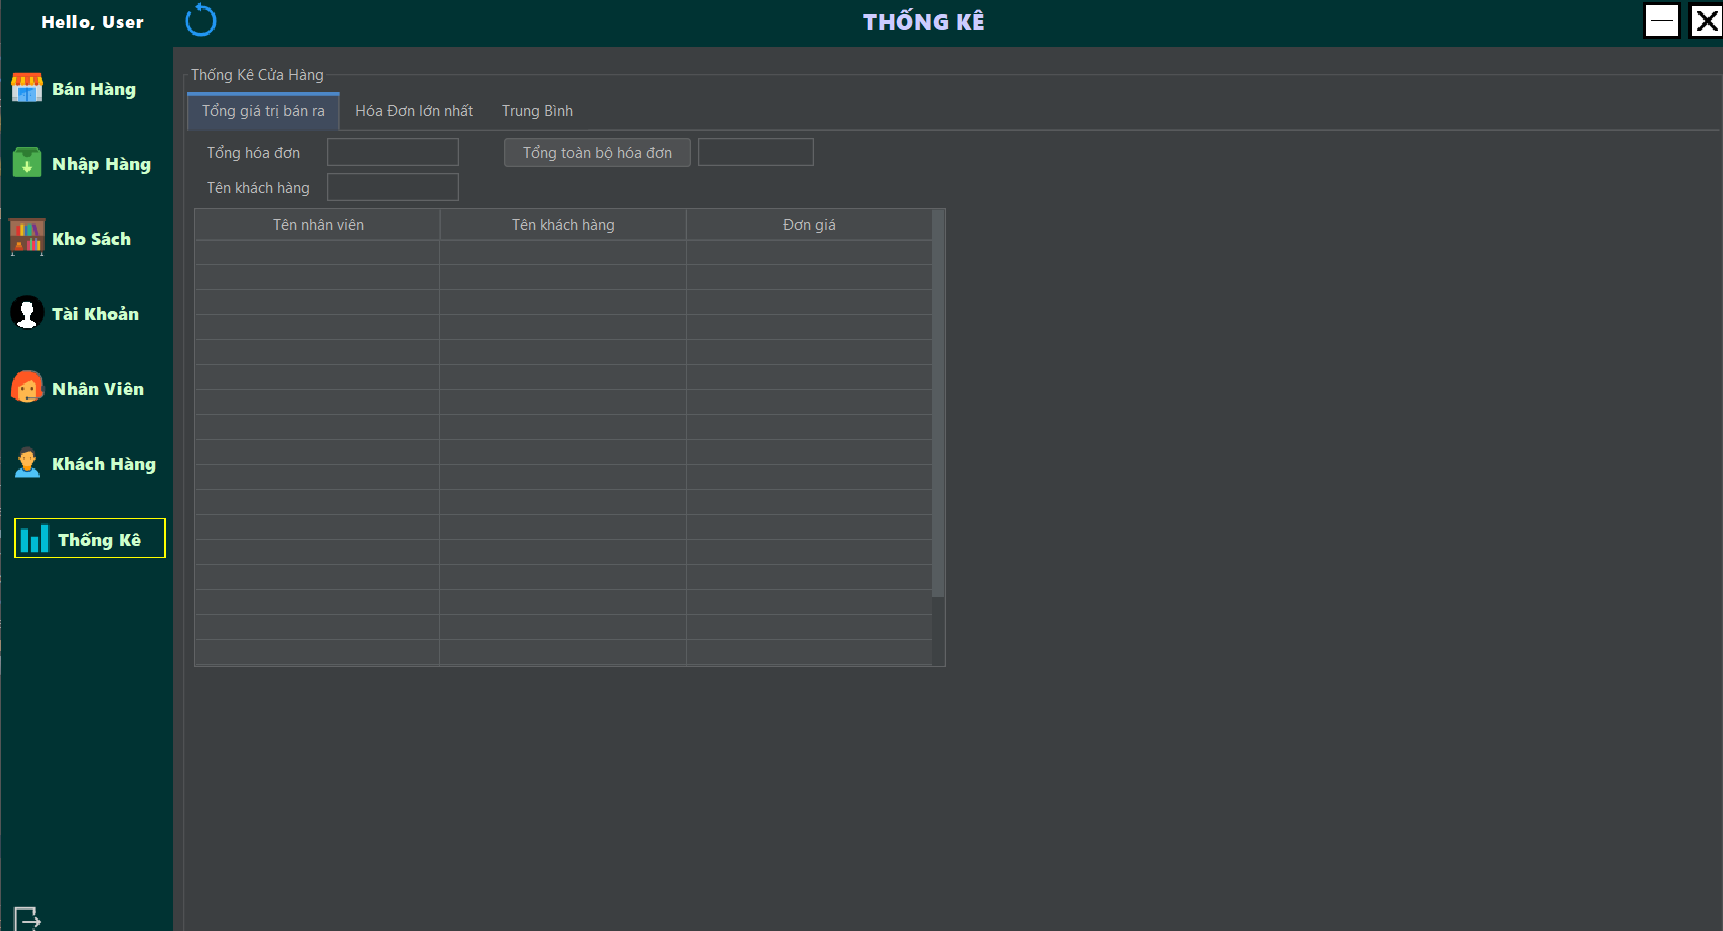 Hello, User
THỐNG KÊ
Bán Hàng
Nhập Hàng
Kho Sách
Tài Khoản
Nhân Viên
Khách Hàng
Thống Kê
Thống Kê Cửa Hàng
Tổng giá trị bán ra
Hóa Đơn lớn nhất
Trung Bình
Tổng hóa đơn
Tổng toàn bộ hóa đơn
Tên khách hàng
Tên nhân viên
Tên khách hàng
Đơn giá